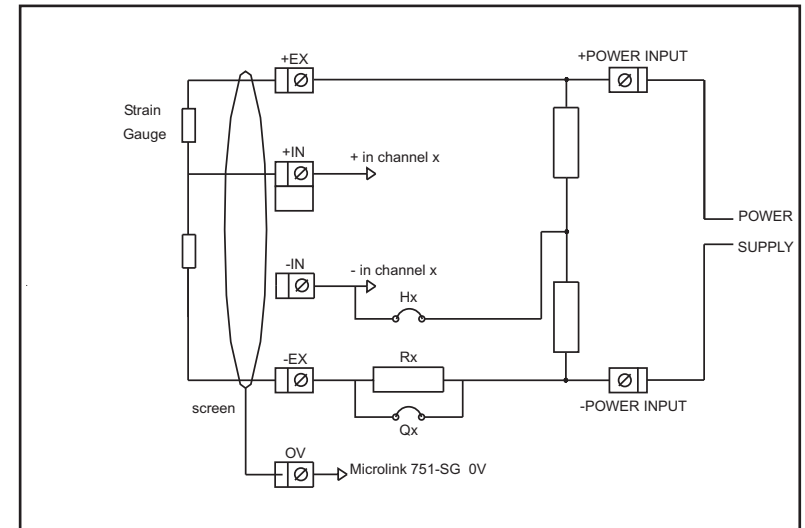 +EX
+POWER INPUT
Strain
Gauge
+IN
+ in channel x
POWER
SUPPLY
-IN
- in channel x
Hx
-EX
Rx
Qx
-POWER INPUT
screen
OV
Microlink 751-SG 0V